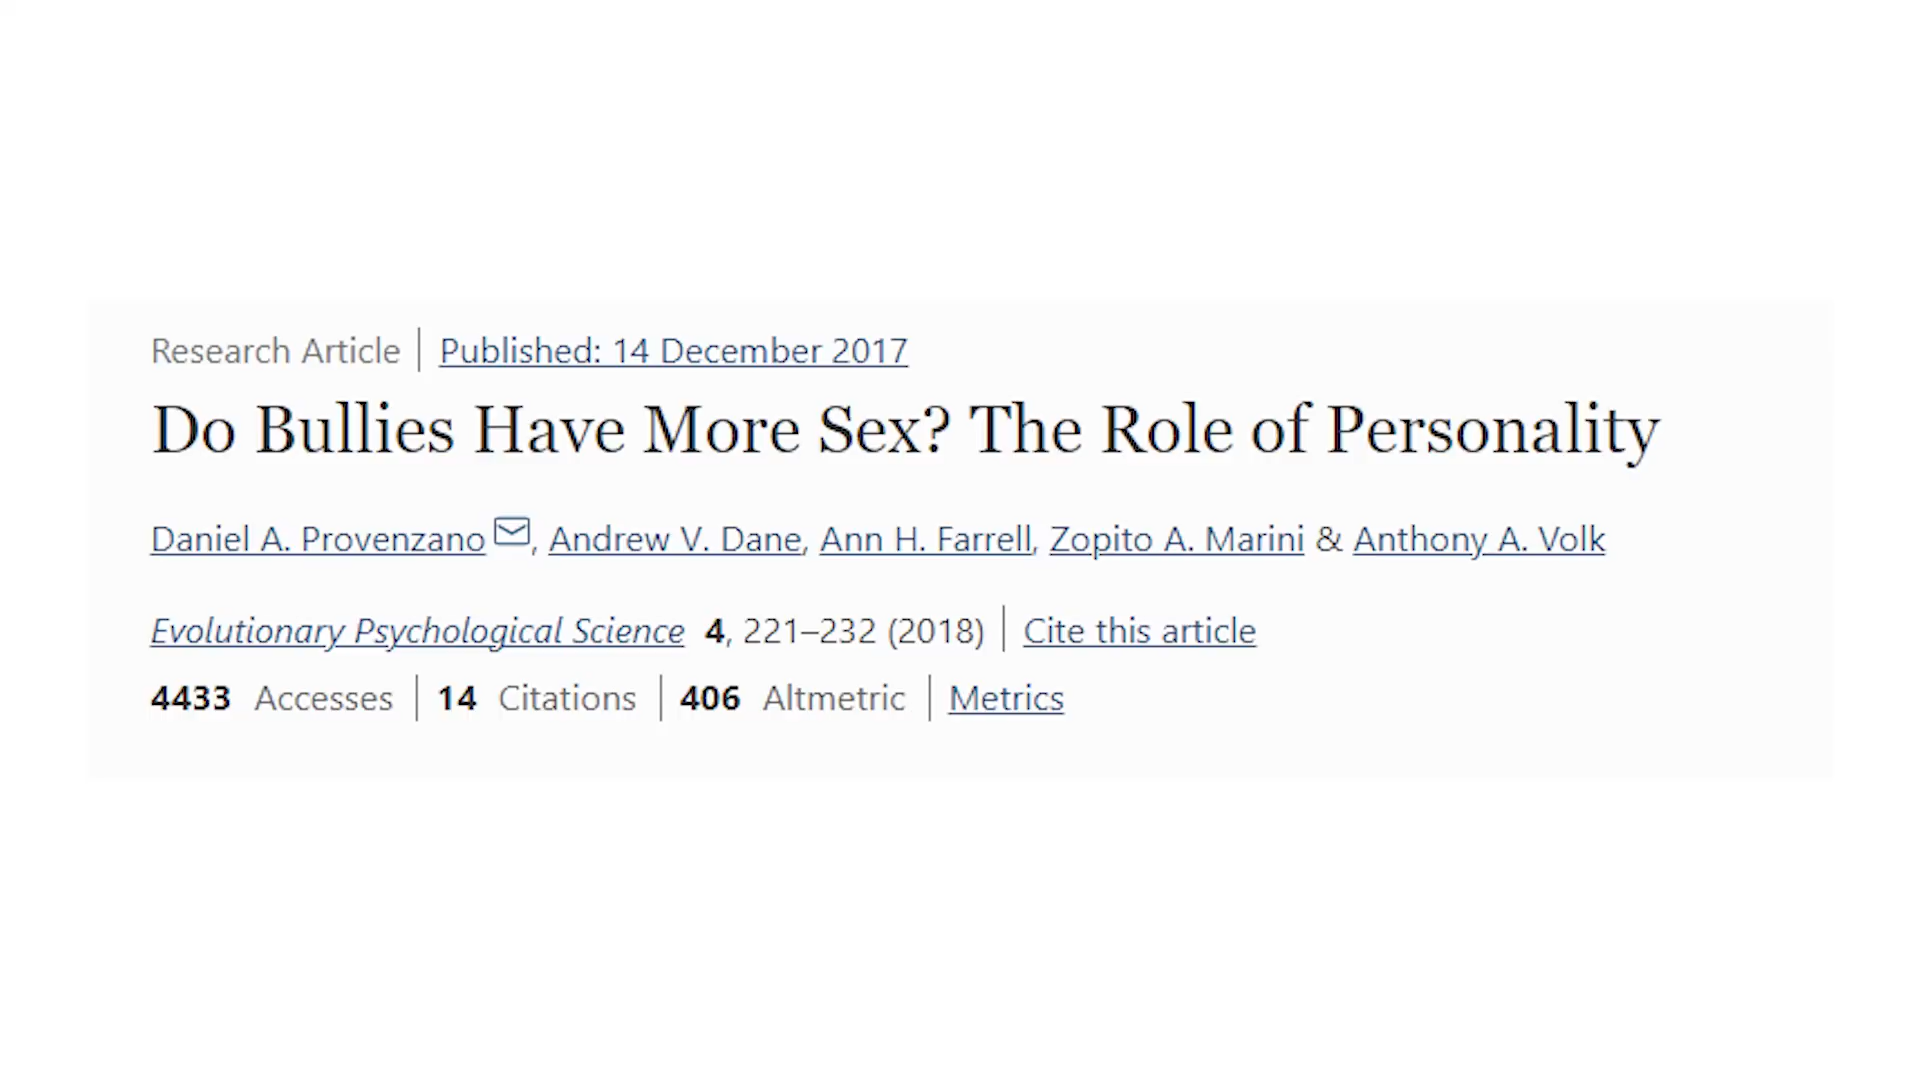 Research Article | Published: 14 December 2017
Do Bullies Have More Sex? The Role of Personality
Daniel A. Provenzano, Andrew V. Dane, Ann H. Farrell, Zopito A. Marini & Anthony A. Volk
Evolutionary Psychological Science 4, 221–232 (2018) | Cite this article
4433 Accesses | 14 Citations | 406 Altmetric | Metrics